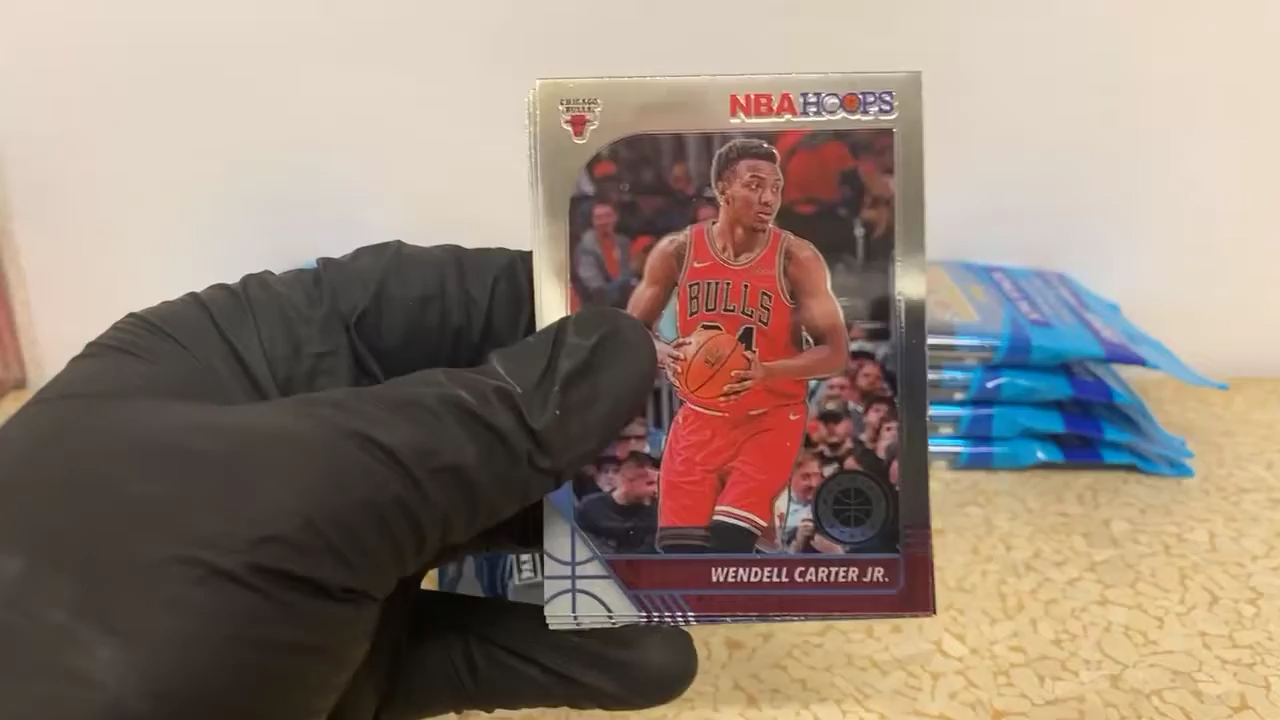 CHICAGO
BULLS
NBA HOOPS
BULLS
WENDELL CARTER JR.